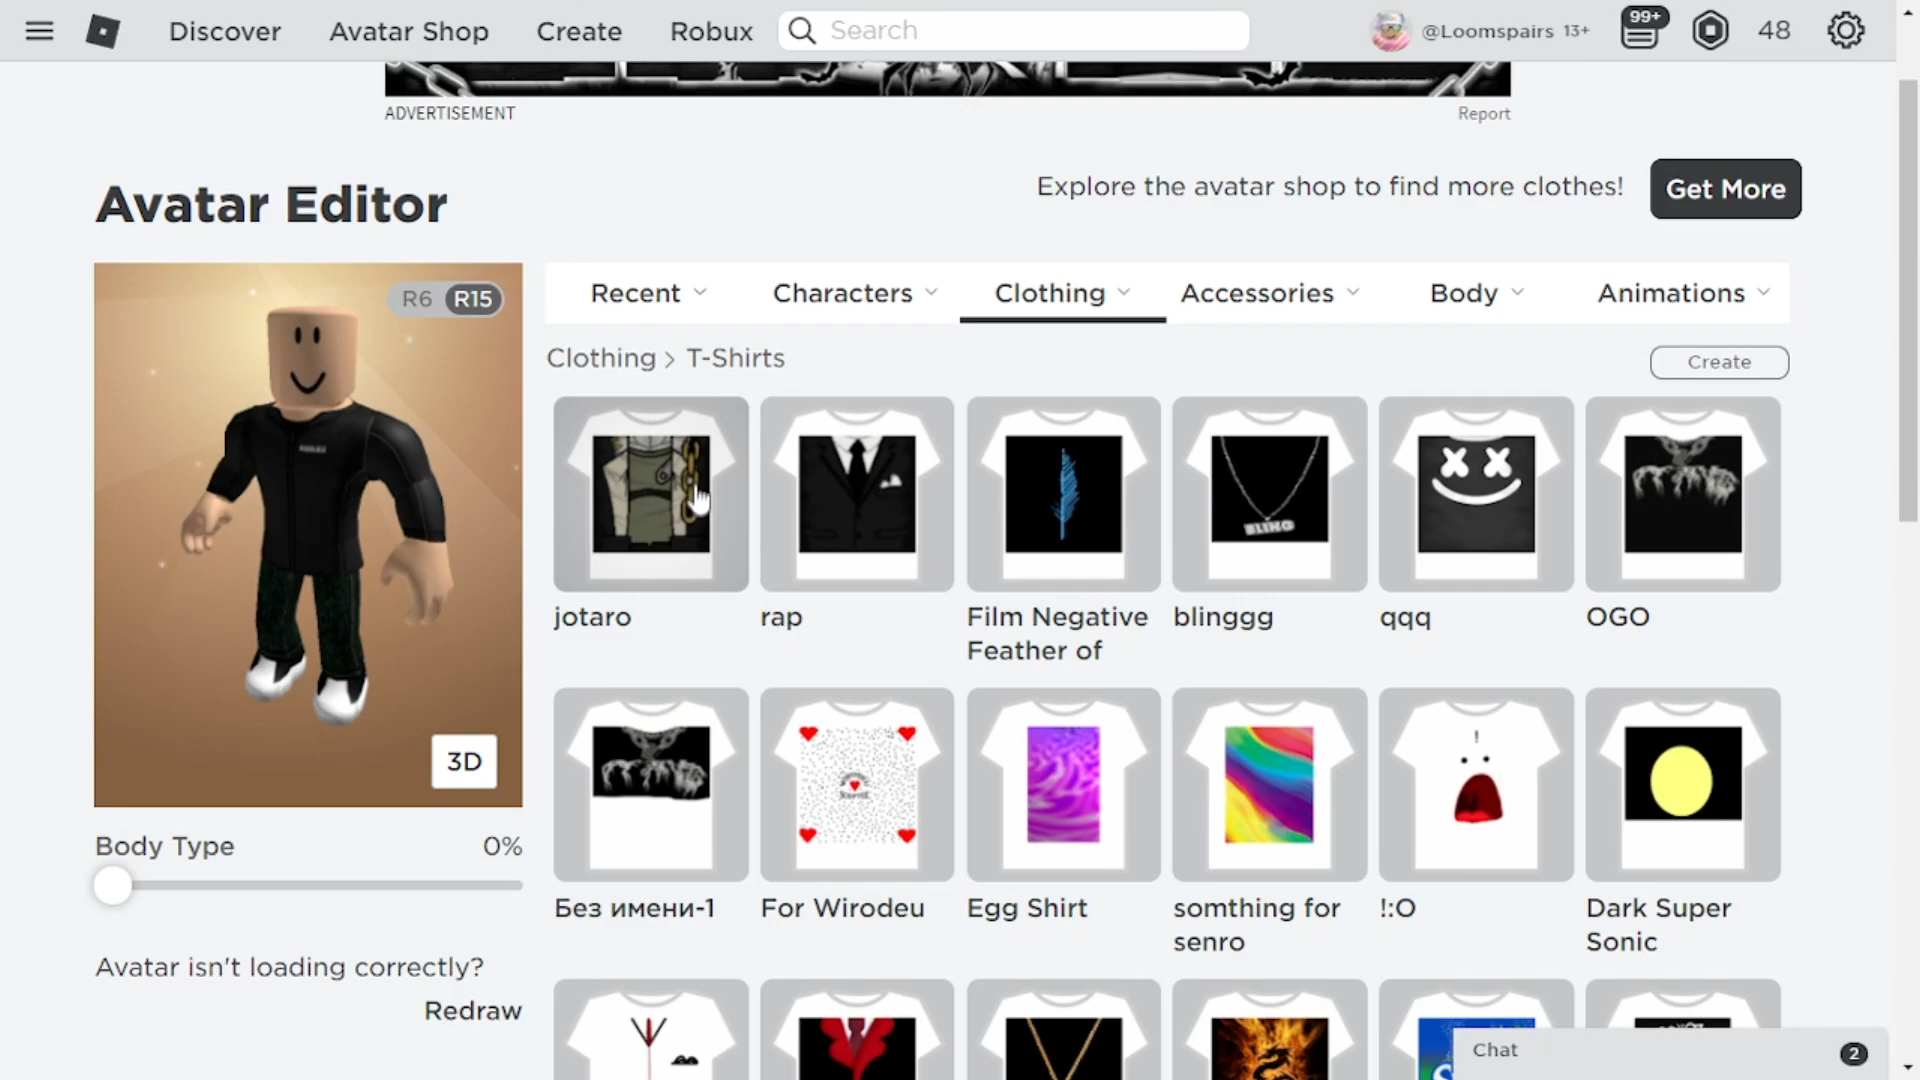 Discover
Avatar Shop
Create
Robux
Search
@Loomspairs 13+
99+
48
ADVERTISEMENT
Report
Avatar Editor
Explore the avatar shop to find more clothes!
Get More
R6 R15
3D
Body Type 0%
Avatar isn't loading correctly?
Redraw
Recent
Characters
Clothing
Accessories
Body
Animations
Clothing > T-Shirts
Create
BLING
jotaro
rap
Film Negative
Feather of
blinggg
qqq
OGO
!
Без имени-1
For Wirodeu
Egg Shirt
somthing for
senro
!:O
Dark Super
Sonic
Chat
2